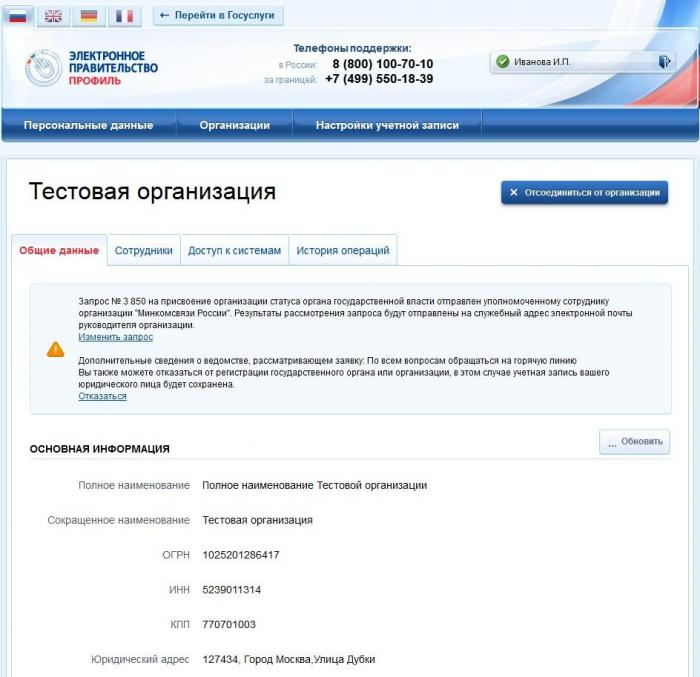 ← Перейти в Госуслуги
ЭЛЕКТРОННОЕ
ПРАВИТЕЛЬСТВО
ПРОФИЛЬ
Телефоны поддержки:
в России: 8 (800) 100-70-10
за границей: +7 (499) 550-18-39
Иванова И.П.
Персональные данные Организации Настройки учетной записи
Тестовая организация
× Отсоединиться от организации
Общие данные Сотрудники Доступ к системам История операций
Запрос № 3 850 на присвоение организации статуса органа государственной власти отправлен уполномоченному сотруднику
организации "Минкомсвязи России". Результаты рассмотрения запроса будут отправлены на служебный адрес электронной почты
руководителя организации.
Изменить запрос
Дополнительные сведения о ведомстве, рассматривающем заявку: По всем вопросам обращаться на горячую линию
Вы также можете отказаться от регистрации государственного органа или организации, в этом случае учетная запись вашего
юридического лица будет сохранена.
Отказаться
ОСНОВНАЯ ИНФОРМАЦИЯ
... Обновить
Полное наименование Полное наименование Тестовой организации
Сокращенное наименование Тестовая организация
ОГРН 1025201286417
ИНН 5239011314
КПП 770701003
Юридический адрес 127434, Город Москва,Улица Дубки